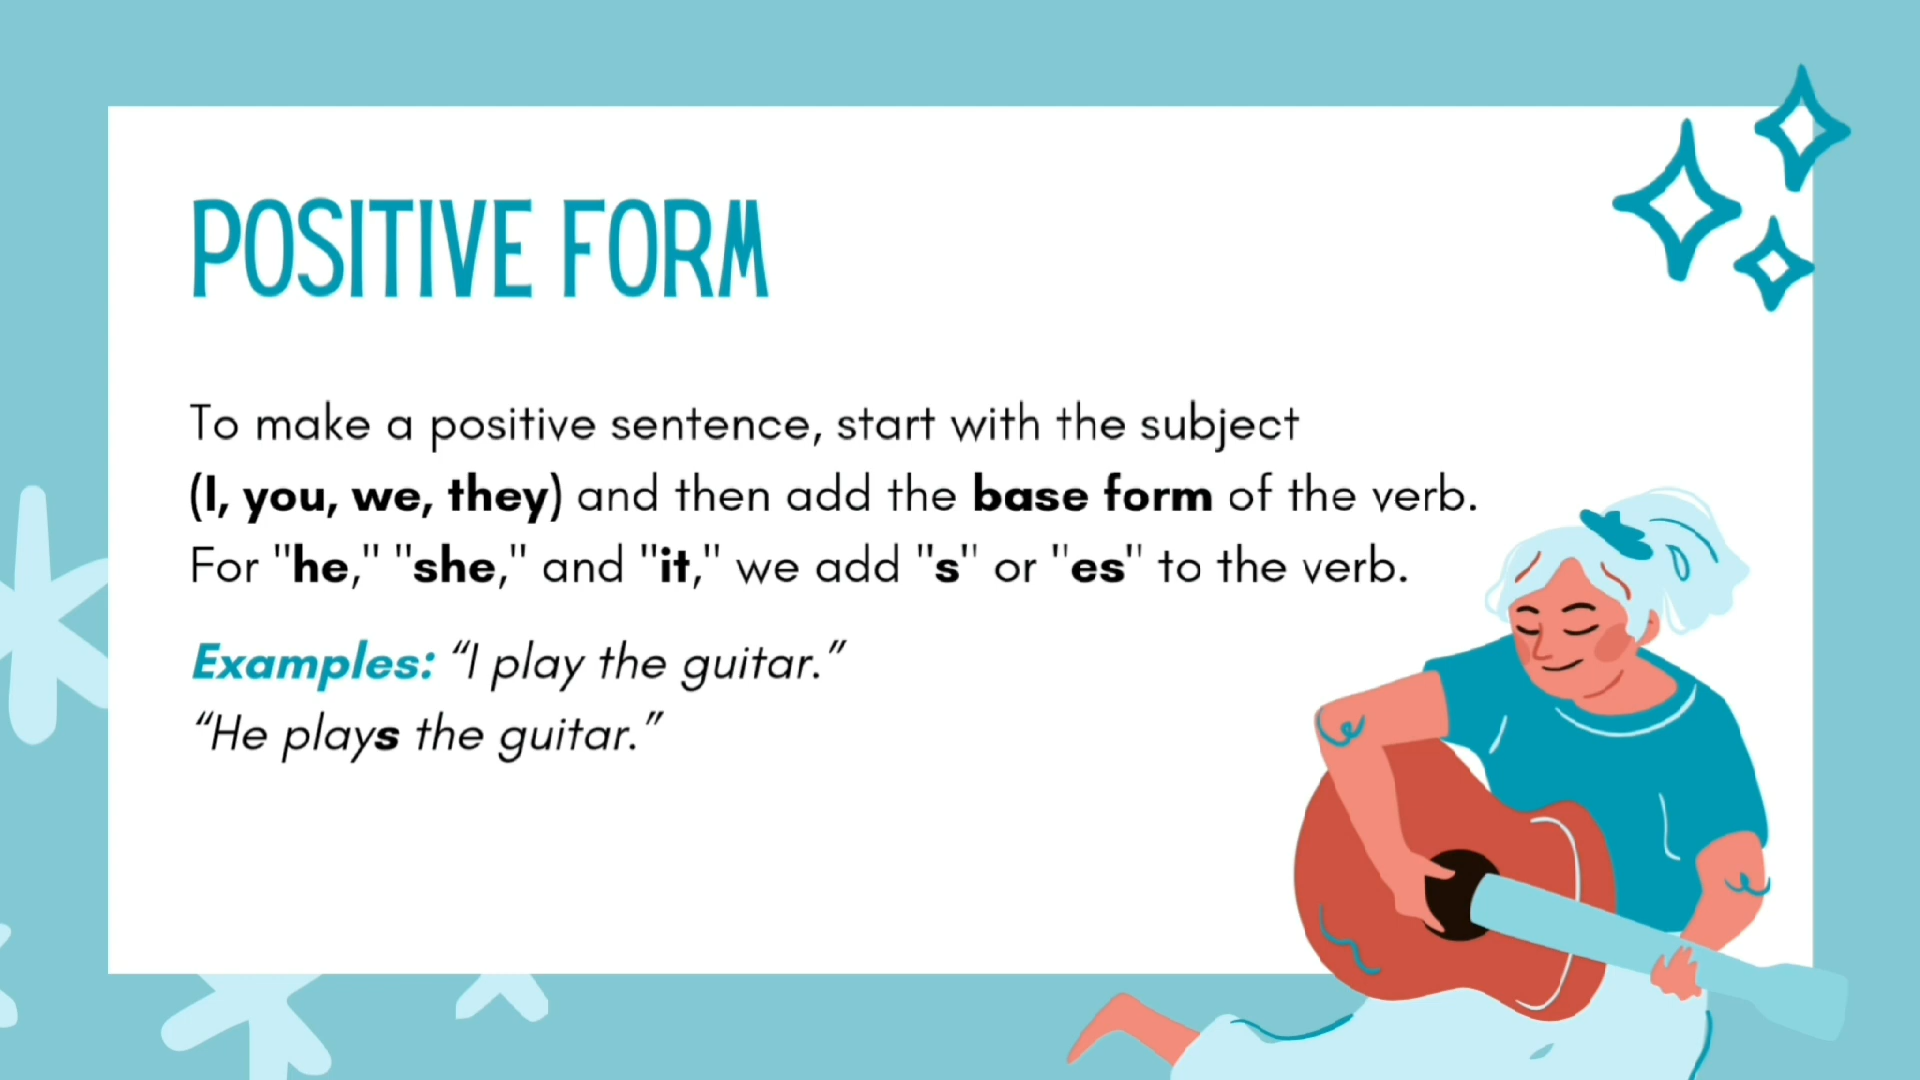 POSITIVE FORM
To make a positive sentence, start with the subject
(I, you, we, they) and then add the base form of the verb.
For "he," "she," and "it," we add "s" or "es" to the verb.
Examples: “I play the guitar.”
“He plays the guitar.”